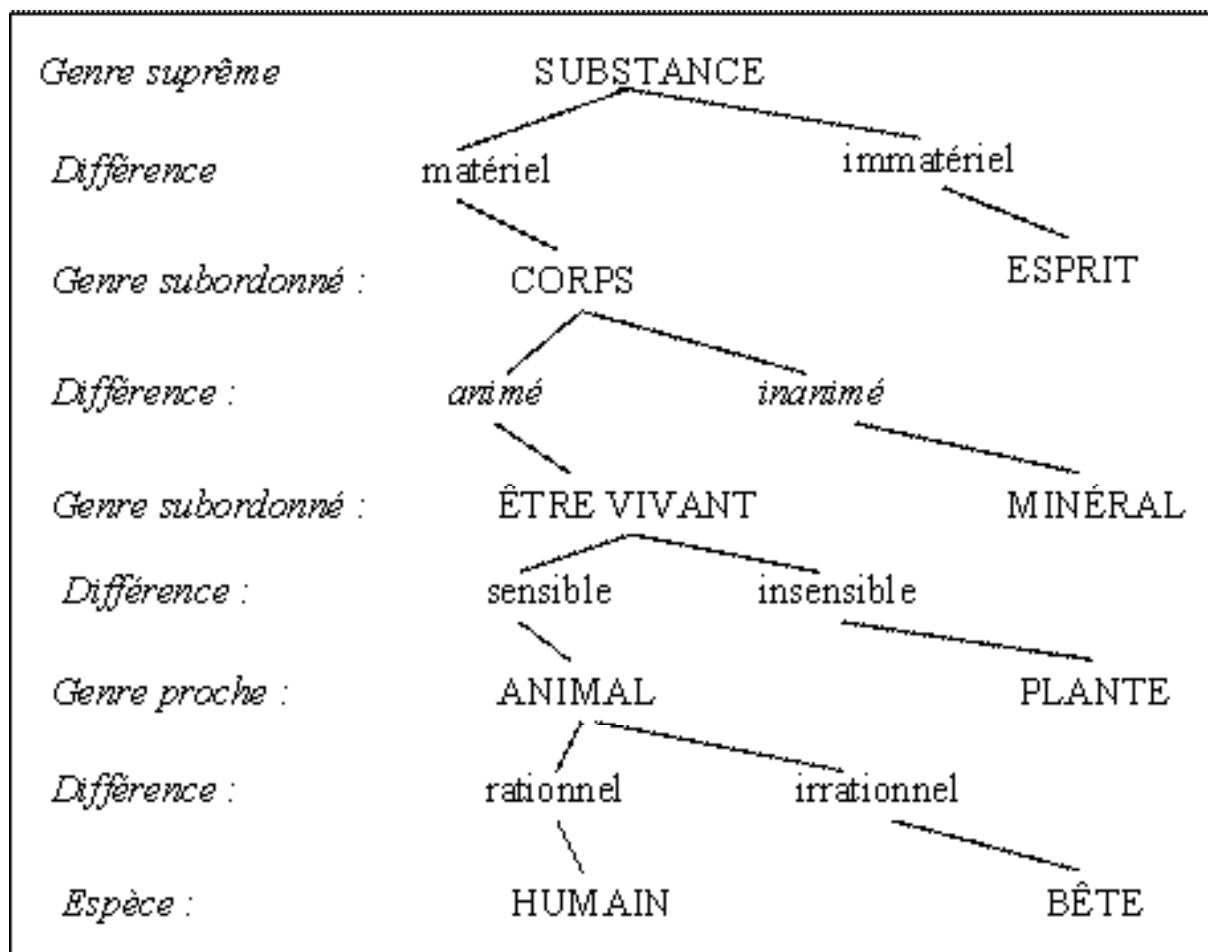 Genre suprême SUBSTANCE
Différence matériel immatériel
Genre subordonné : CORPS ESPRIT
Différence : animé inanimé
Genre subordonné : ÊTRE VIVANT MINÉRAL
Différence : sensible insensible
Genre proche : ANIMAL PLANTE
Différence : rationnel irrationnel
Espèce : HUMAIN BÊTE